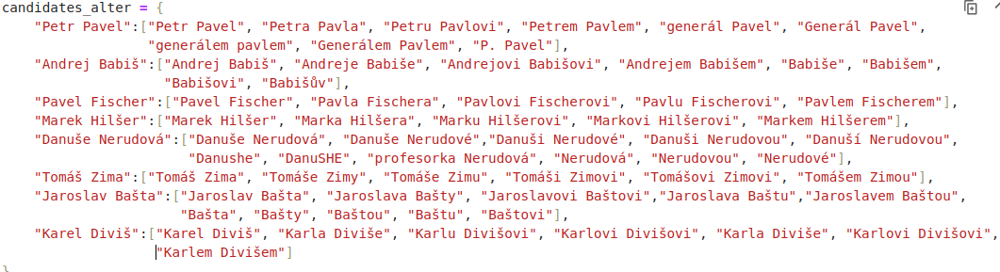 candidates_alter = {
"Petr Pavel":["Petr Pavel", "Petra Pavla", "Petru Pavlovi", "Petrem Pavlem", "generál Pavel", "Generál Pavel",
"generálem pavlem", "Generálem Pavlem", "P. Pavel"],
"Andrej Babiš":["Andrej Babiš", "Andreje Babiše", "Andrejovi Babišovi", "Andrejem Babišem", "Babiše", "Babišem",
"Babišovi", "Babišův"],
"Pavel Fischer":["Pavel Fischer", "Pavla Fischera", "Pavlovi Fischerovi", "Pavlu Fischerovi", "Pavlem Fischerem"],
"Marek Hilšer":["Marek Hilšer", "Marka Hilšera", "Marku Hilšerovi", "Markovi Hilšerovi", "Markem Hilšerem"],
"Danuše Nerudová":["Danuše Nerudová", "Danuše Nerudové","Danuši Nerudové", "Danuši Nerudovou", "Danuší Nerudovou",
"Danushe", "DanuSHE", "profesorka Nerudová", "Nerudová", "Nerudovou", "Nerudové"],
"Tomáš Zima":["Tomáš Zima", "Tomáše Zimy", "Tomáše Zimu", "Tomáši Zimovi", "Tomášovi Zimovi", "Tomášem Zimou"],
"Jaroslav Bašta":["Jaroslav Bašta", "Jaroslava Bašty", "Jaroslavovi Baštovi","Jaroslava Baštu","Jaroslavem Baštou",
"Bašta", "Bašty", "Baštou", "Baštu", "Baštovi"],
"Karel Diviš":["Karel Diviš", "Karla Diviše", "Karlu Divišovi", "Karlovi Divišovi", "Karla Diviše", "Karlovi Divišovi",
"Karlem Divišem"]
}